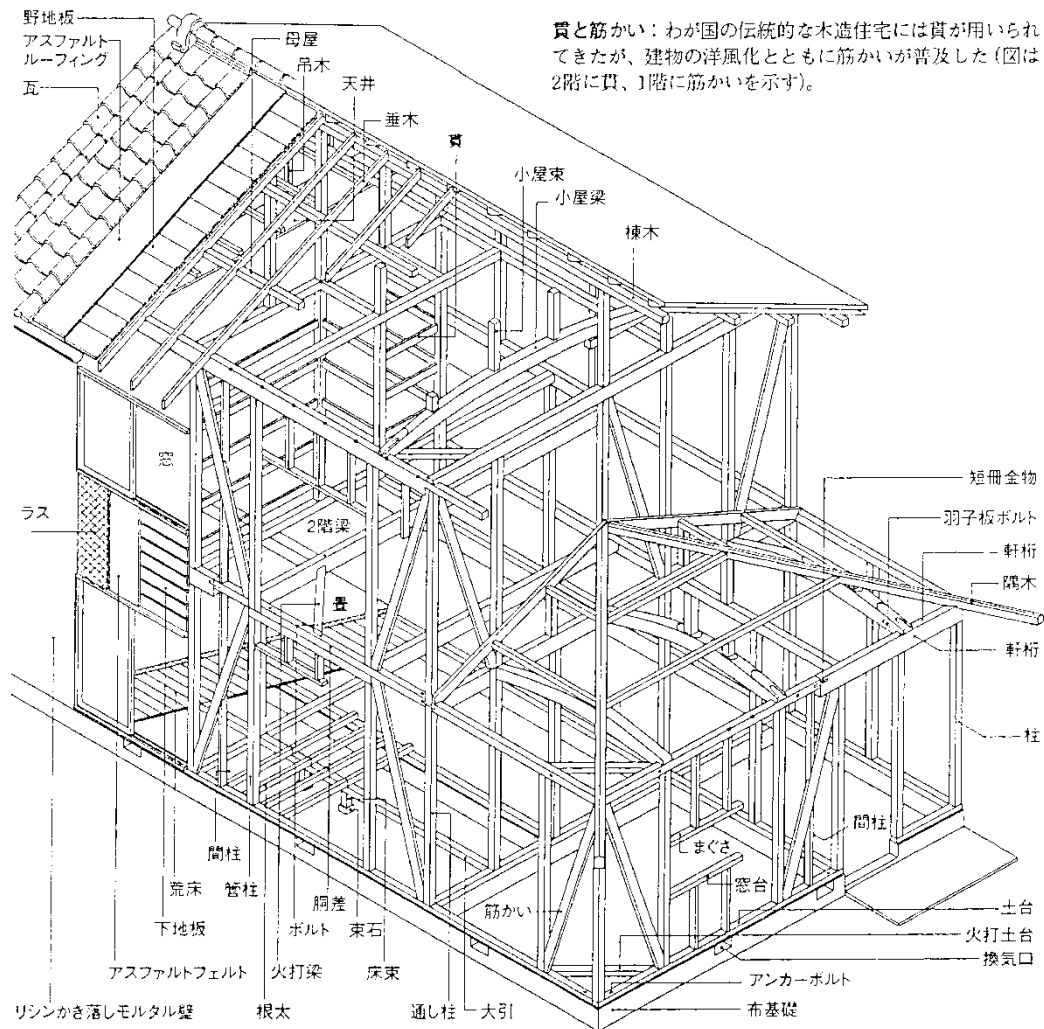 貫と筋かい：わが国の伝統的な木造住宅には貫が用いられ
てきたが、建物の洋風化とともに筋かいが普及した（図は
2階に貫、1階に筋かいを示す）。
野地板
アスファルト
ルーフィング
瓦
母屋
吊木
天井
垂木
貫
小屋束
小屋梁
棟木
窓
ラス
2階梁
畳
短冊金物
羽子板ボルト
軒桁
隅木
軒桁
柱
間柱
まぐさ
窓台
筋かい
土台
火打土台
換気口
アンカーボルト
布基礎
間柱
荒床
管柱
下地板
ボルト
胴差
束石
アスファルトフェルト
火打梁
床束
リシンかき落しモルタル壁
根太
通し柱
大引